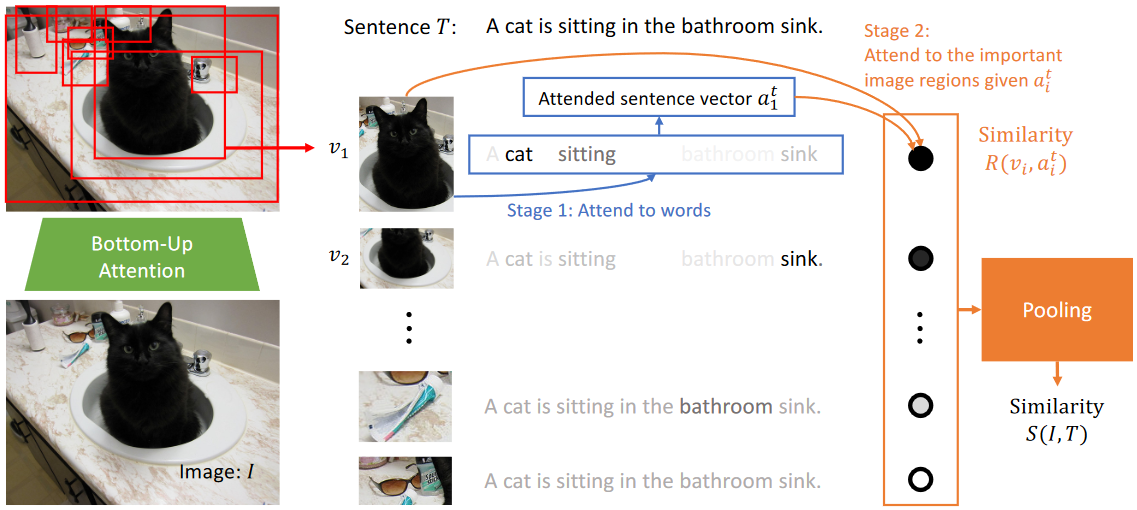 Sentence T: A cat is sitting in the bathroom sink.
Stage 2:
Attend to the important
image regions given a_i^t
Attended sentence vector a_1^t
v_1
A cat sitting bathroom sink
Similarity
R(v_i, a_i^t)
Stage 1: Attend to words
Bottom-Up
Attention
v_2
A cat is sitting bathroom sink.
Pooling
A cat is sitting in the bathroom sink.
Similarity
S(I, T)
Image: I
A cat is sitting in the bathroom sink.